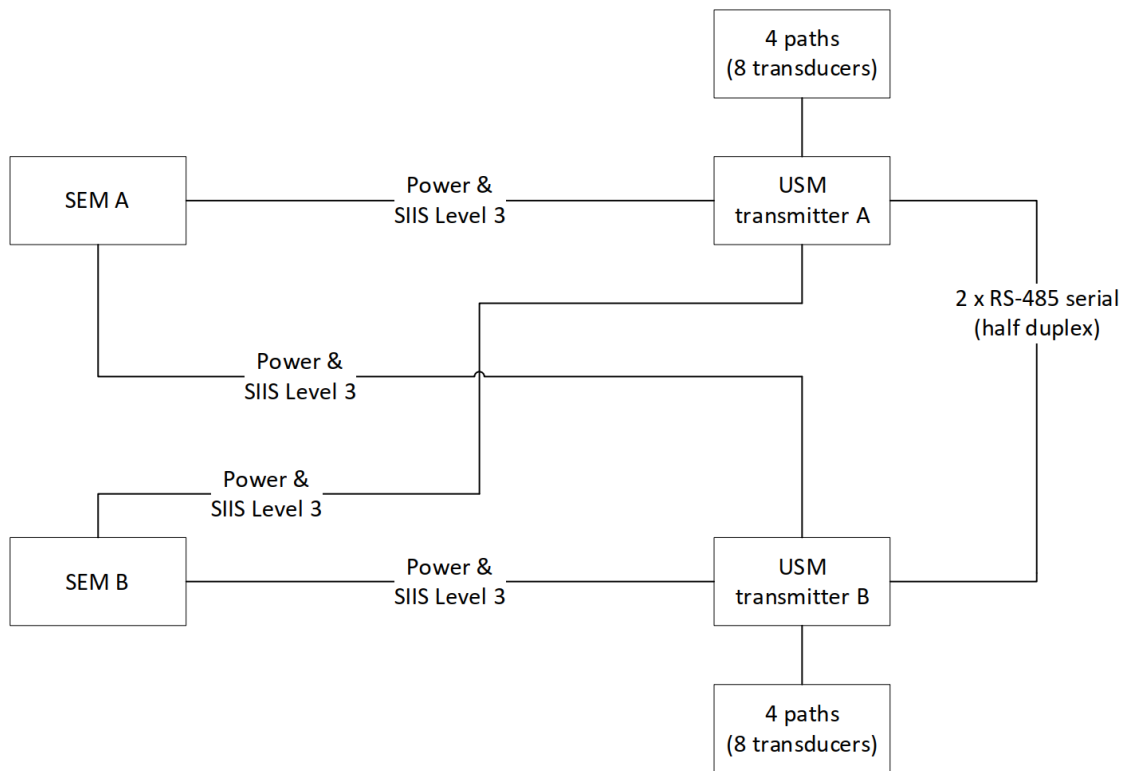 4 paths
(8 transducers)
SEM A
Power &
SIIS Level 3
USM
transmitter A
2 x RS-485 serial
(half duplex)
Power &
SIIS Level 3
Power &
SIIS Level 3
SEM B
Power &
SIIS Level 3
USM
transmitter B
4 paths
(8 transducers)